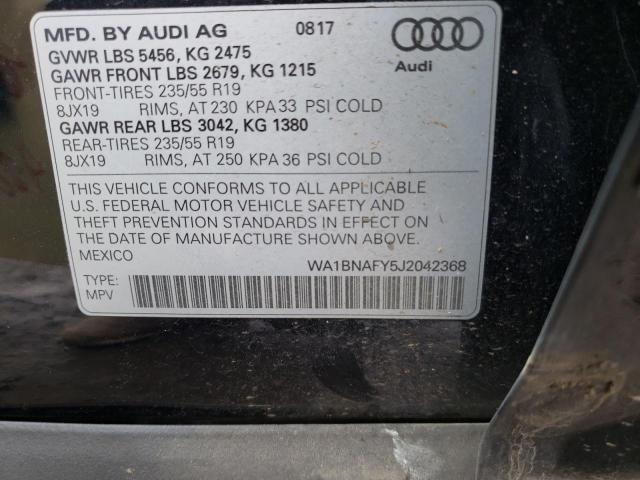 MFD. BY AUDI AG 0817
GVWR LBS 5456, KG 2475
GAWR FRONT LBS 2679, KG 1215
Audi
FRONT-TIRES 235/55 R19
8JX19 RIMS, AT 230 KPA 33 PSI COLD
GAWR REAR LBS 3042, KG 1380
REAR-TIRES 235/55 R19
8JX19 RIMS, AT 250 KPA 36 PSI COLD
THIS VEHICLE CONFORMS TO ALL APPLICABLE
U.S. FEDERAL MOTOR VEHICLE SAFETY AND
THEFT PREVENTION STANDARDS IN EFFECT ON
THE DATE OF MANUFACTURE SHOWN ABOVE.
MEXICO WA1BNAFY5J2042368
TYPE:
MPV